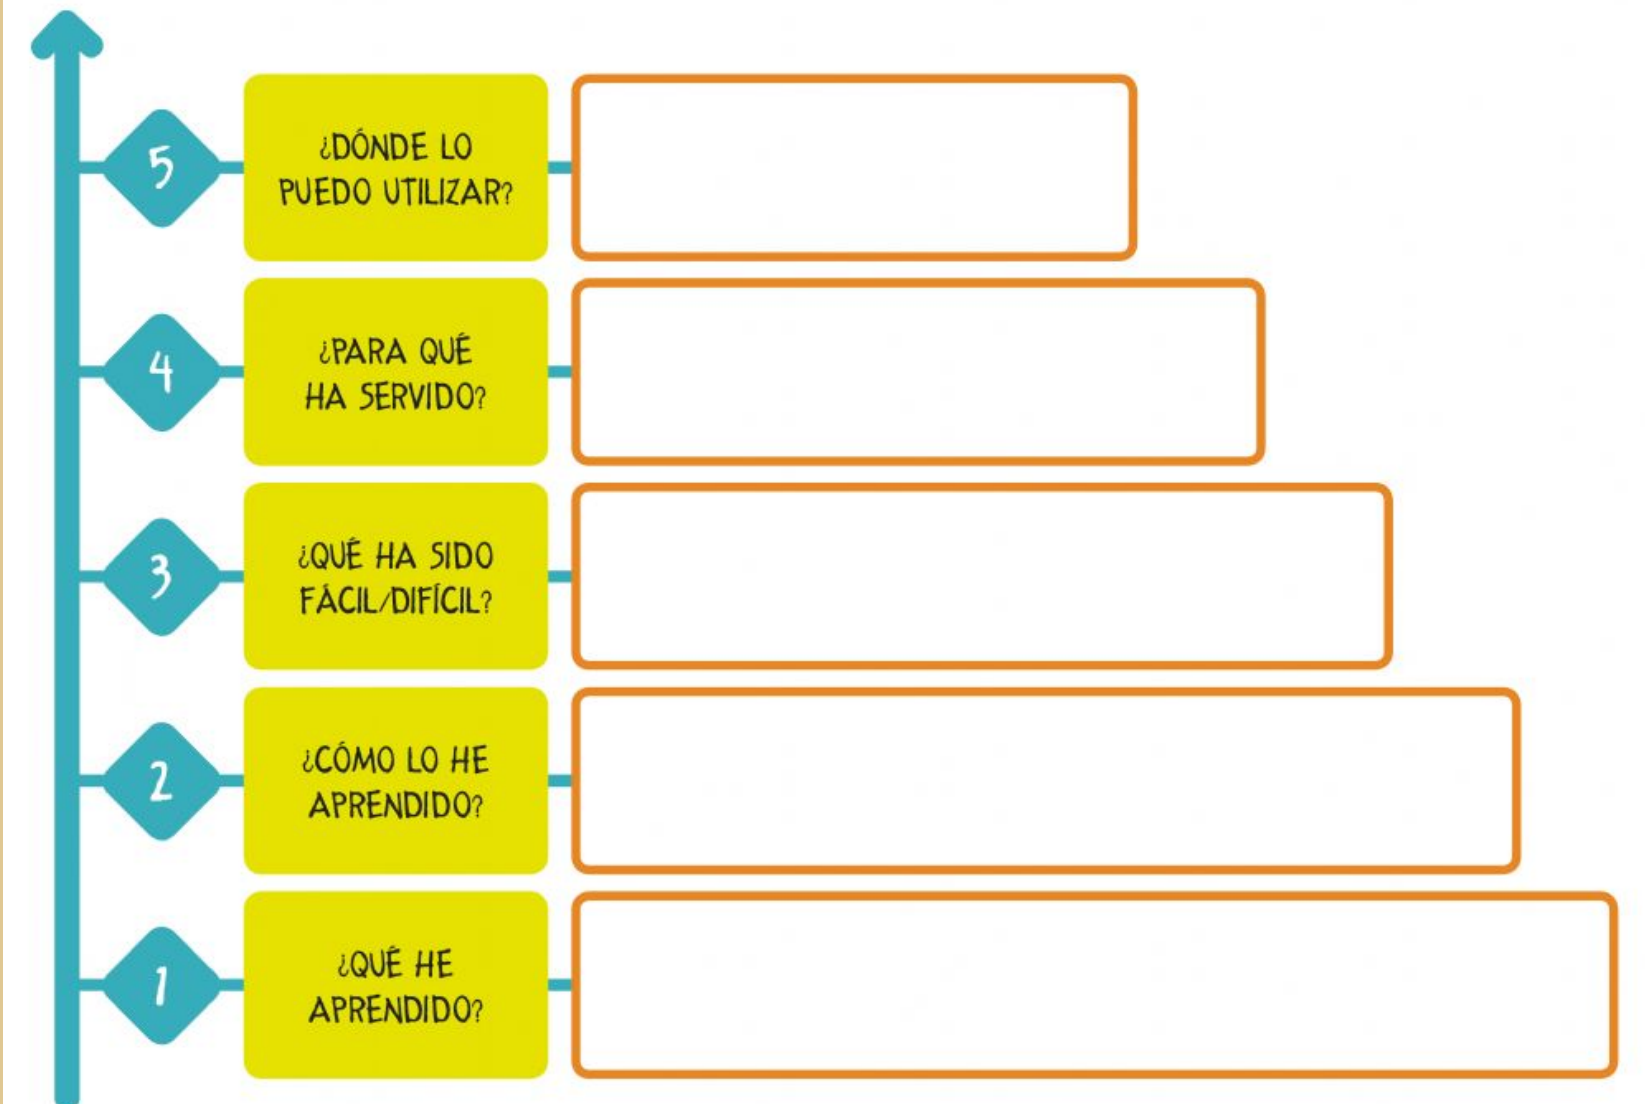 5
¿DÓNDE LO
PUEDO UTILIZAR?
4
¿PARA QUÉ
HA SERVIDO?
3
¿QUÉ HA SIDO
FÁCIL/DIFÍCIL?
2
¿CÓMO LO HE
APRENDIDO?
1
¿QUÉ HE
APRENDIDO?